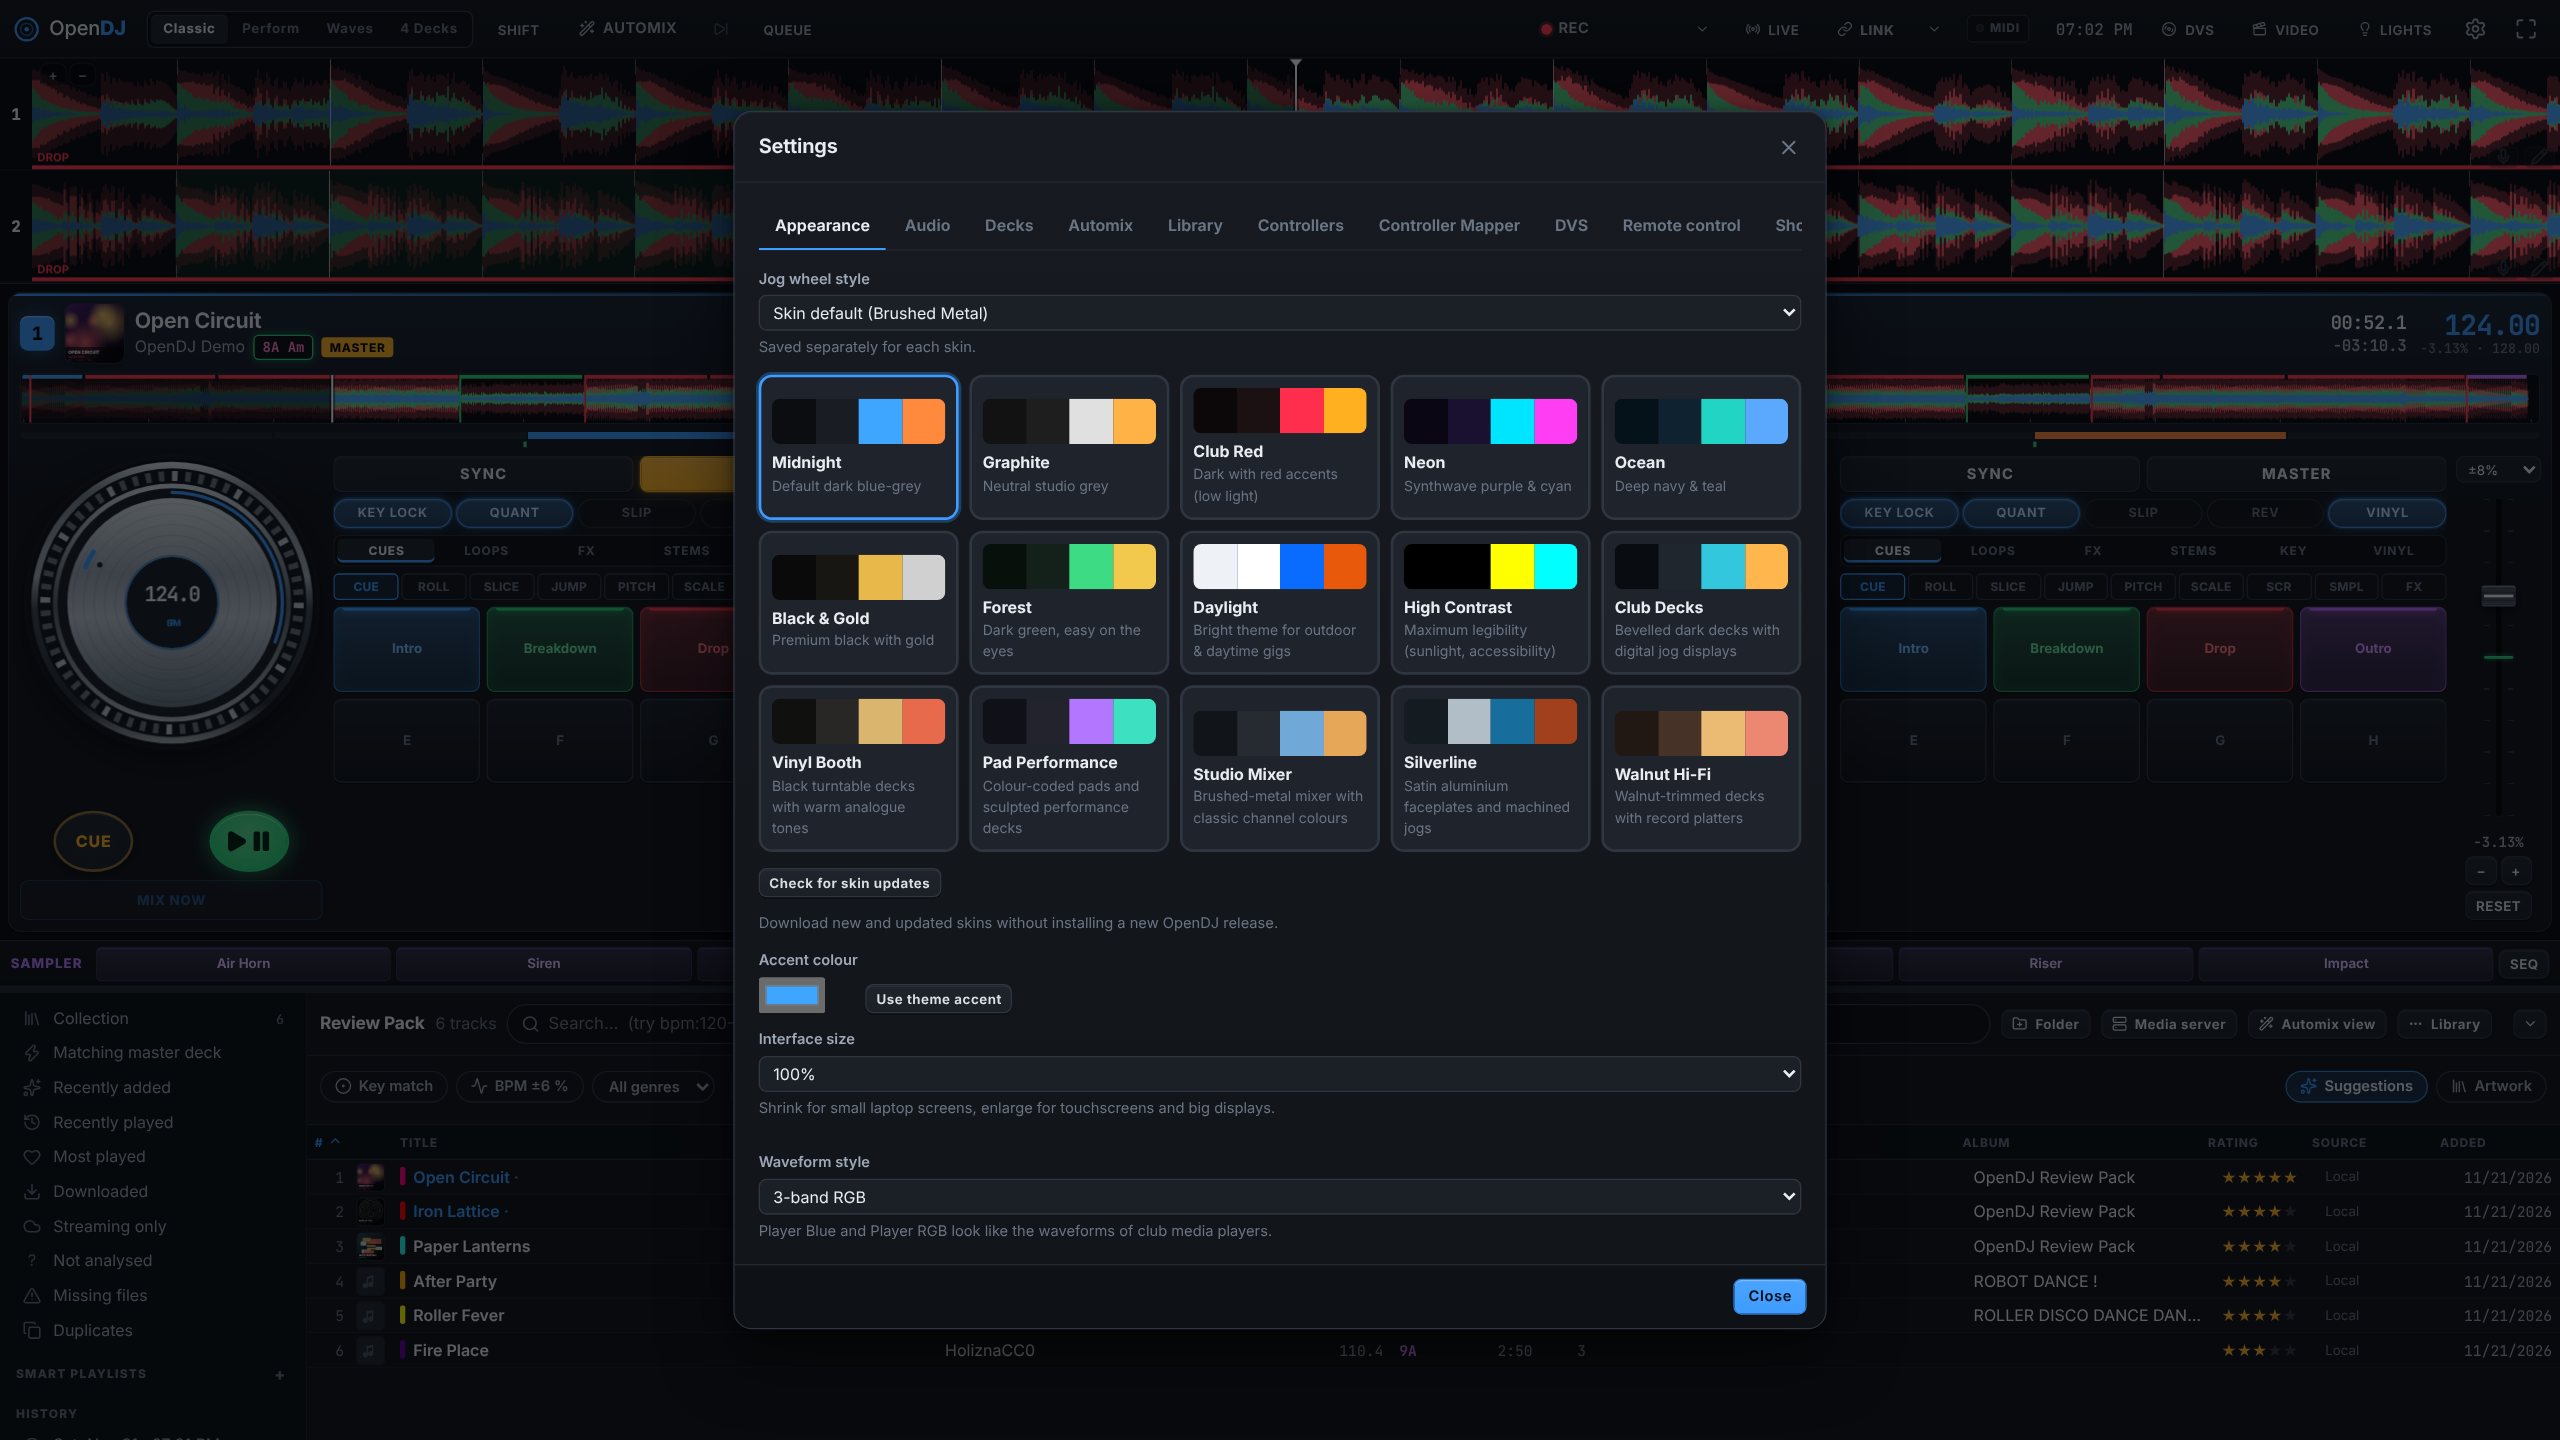 OpenDJ Classic Perform Waves 4 Decks SHIFT AUTOMIX QUEUE REC LIVE LINK MIDI 07:02 PM DVS VIDEO LIGHTS
+ −
1
DROP
2
DROP
Settings
Appearance Audio Decks Automix Library Controllers Controller Mapper DVS Remote control Sho
Jog wheel style
Skin default (Brushed Metal)
Saved separately for each skin.
Midnight
Default dark blue-grey
Graphite
Neutral studio grey
Club Red
Dark with red accents
(low light)
Neon
Synthwave purple & cyan
Ocean
Deep navy & teal
Black & Gold
Premium black with gold
Forest
Dark green, easy on the
eyes
Daylight
Bright theme for outdoor
& daytime gigs
High Contrast
Maximum legibility
(sunlight, accessibility)
Club Decks
Bevelled dark decks with
digital jog displays
Vinyl Booth
Black turntable decks
with warm analogue
tones
Pad Performance
Colour-coded pads and
sculpted performance
decks
Studio Mixer
Brushed-metal mixer with
classic channel colours
Silverline
Satin aluminium
faceplates and machined
jogs
Walnut Hi-Fi
Walnut-trimmed decks
with record platters
Check for skin updates
Download new and updated skins without installing a new OpenDJ release.
Accent colour
Use theme accent
Interface size
100%
Shrink for small laptop screens, enlarge for touchscreens and big displays.
Waveform style
3-band RGB
Player Blue and Player RGB look like the waveforms of club media players.
Close
1
Open Circuit
OpenDJ Demo 8A Am MASTER
SYNC
KEY LOCK QUANT SLIP
CUES LOOPS FX STEMS
CUE ROLL SLICE JUMP PITCH SCALE
124.0
Intro Breakdown Drop
E F G
CUE
MIX NOW
00:52.1 124.00
-03:10.3 -3.13% · 128.00
SYNC MASTER ±8%
KEY LOCK QUANT SLIP REV VINYL
CUES LOOPS FX STEMS KEY VINYL
CUE ROLL SLICE JUMP PITCH SCALE SCR SMPL FX
Intro Breakdown Drop Outro
E F G H
-3.13%
− +
RESET
SAMPLER Air Horn Siren Riser Impact SEQ
Collection 6
Matching master deck
Recently added
Recently played
Most played
Downloaded
Streaming only
? Not analysed
Missing files
Duplicates
SMART PLAYLISTS +
HISTORY
Review Pack 6 tracks Search... (try bpm:120- Folder Media server Automix view Library
Key match BPM ±6 % All genres Suggestions Artwork
# TITLE ALBUM RATING SOURCE ADDED
1 Open Circuit · OpenDJ Review Pack ★★★★★ Local 11/21/2026
2 Iron Lattice · OpenDJ Review Pack ★★★★★ Local 11/21/2026
3 Paper Lanterns OpenDJ Review Pack ★★★★★ Local 11/21/2026
4 After Party ROBOT DANCE ! ★★★★★ Local 11/21/2026
5 Roller Fever ROLLER DISCO DANCE DAN... ★★★★★ Local 11/21/2026
6 Fire Place HoliznaCC0 110.4 9A 2:50 3 ★★★★★ Local 11/21/2026